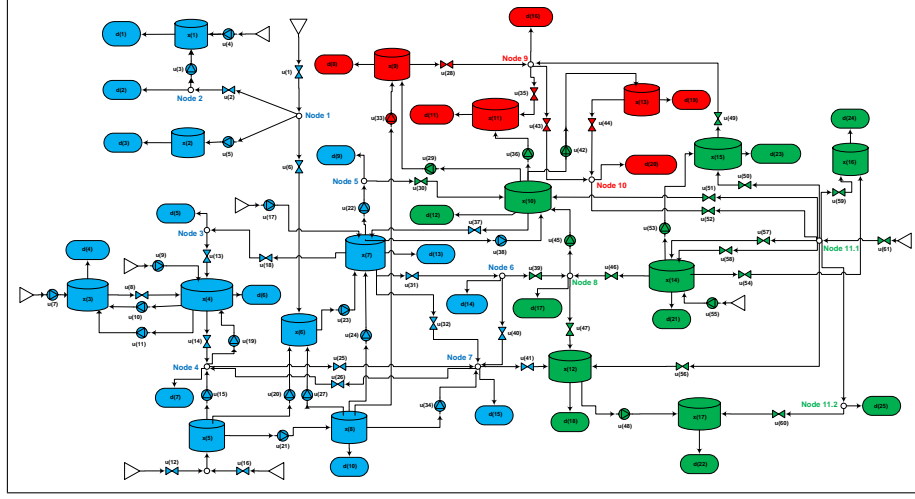 d(10)
d(1)
x(1)
u(4)
u(3)
u(1)
d(8)
x(9)
u(28)
Node 9
d(2)
u(2)
Node 2
u(35)
x(13)
d(19)
d(11)
x(11)
u(43)
u(44)
u(33)
u(49)
d(24)
Node 1
d(3)
x(2)
u(5)
u(36)
u(42)
x(15)
d(23)
x(16)
d(9)
u(6)
u(29)
Node 5
u(30)
Node 10
u(50)
u(51)
u(59)
x(10)
u(52)
d(5)
u(17)
u(22)
d(12)
u(37)
Node 3
u(38)
u(45)
u(53)
u(57)
u(61)
Node 11.1
d(4)
u(9)
u(13)
u(18)
x(7)
d(13)
u(58)
Node 6
u(39)
Node 8
u(46)
x(14)
u(54)
u(7)
x(3)
u(8)
x(4)
d(6)
u(31)
u(10)
d(14)
d(17)
u(55)
d(21)
u(11)
u(14)
u(19)
x(6)
u(23)
u(24)
u(32)
u(40)
u(47)
Node 4
u(25)
u(26)
Node 7
u(41)
x(12)
u(56)
d(7)
u(15)
u(20)
u(27)
u(34)
d(15)
Node 11.2
d(25)
x(5)
u(21)
x(8)
d(18)
u(48)
x(17)
u(60)
u(12)
u(16)
d(22)